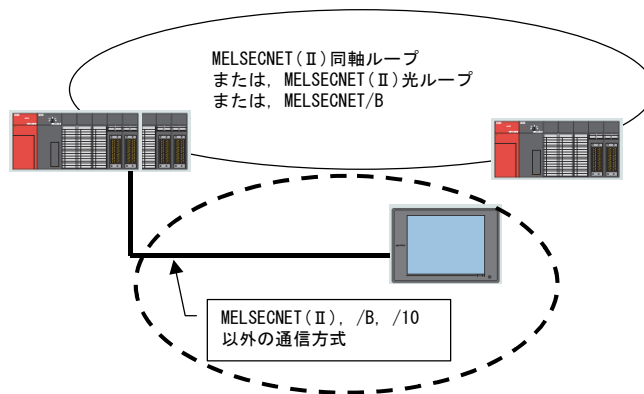 MELSECNET(Ⅱ)同軸ループ
または, MELSECNET(Ⅱ)光ループ
または, MELSECNET/B
MELSECNET(Ⅱ), /B, /10
以外の通信方式